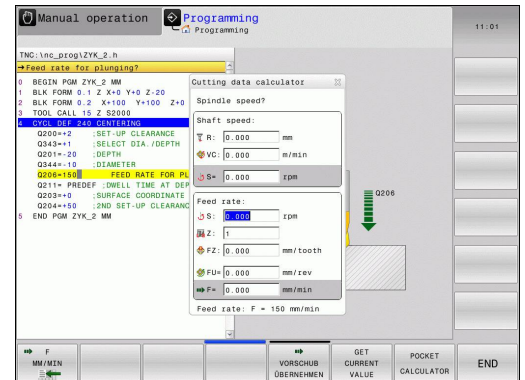 Manual operation
Programming
Programming
11:01
TNC:\nc_prog\ZYK_2.h
→Feed rate for plunging?
0 BEGIN PGM ZYK_2 MM
1 BLK FORM 0.1 Z X+0 Y+0 Z-20
2 BLK FORM 0.2 X+100 Y+100 Z+0
3 TOOL CALL 15 Z S2000
4 CYCL DEF 240 CENTERING
Q200=+2 ;SET-UP CLEARANCE
Q343=+1 ;SELECT DIA./DEPTH
Q201=-20 ;DEPTH
Q344=-10 ;DIAMETER
Q206=150 FEED RATE FOR PL
Q211= PREDEF ;DWELL TIME AT DEP
Q203=+0 ;SURFACE COORDINATE
Q204=+50 ;2ND SET-UP CLEARANC
5 END PGM ZYK_2 MM
Cutting data calculator
Spindle speed?
Shaft speed:
R: 0.000 mm
VC: 0.000 m/min
S= 0.000 rpm
Feed rate:
S: 0.000 rpm
Z: 1
FZ: 0.000 mm/tooth
FU= 0.000 mm/rev
F= 0.000 mm/min
Feed rate: F = 150 mm/min
Q206
F
MM/MIN
VORSCHUB
ÜBERNEHMEN
GET
CURRENT
VALUE
POCKET
CALCULATOR
END